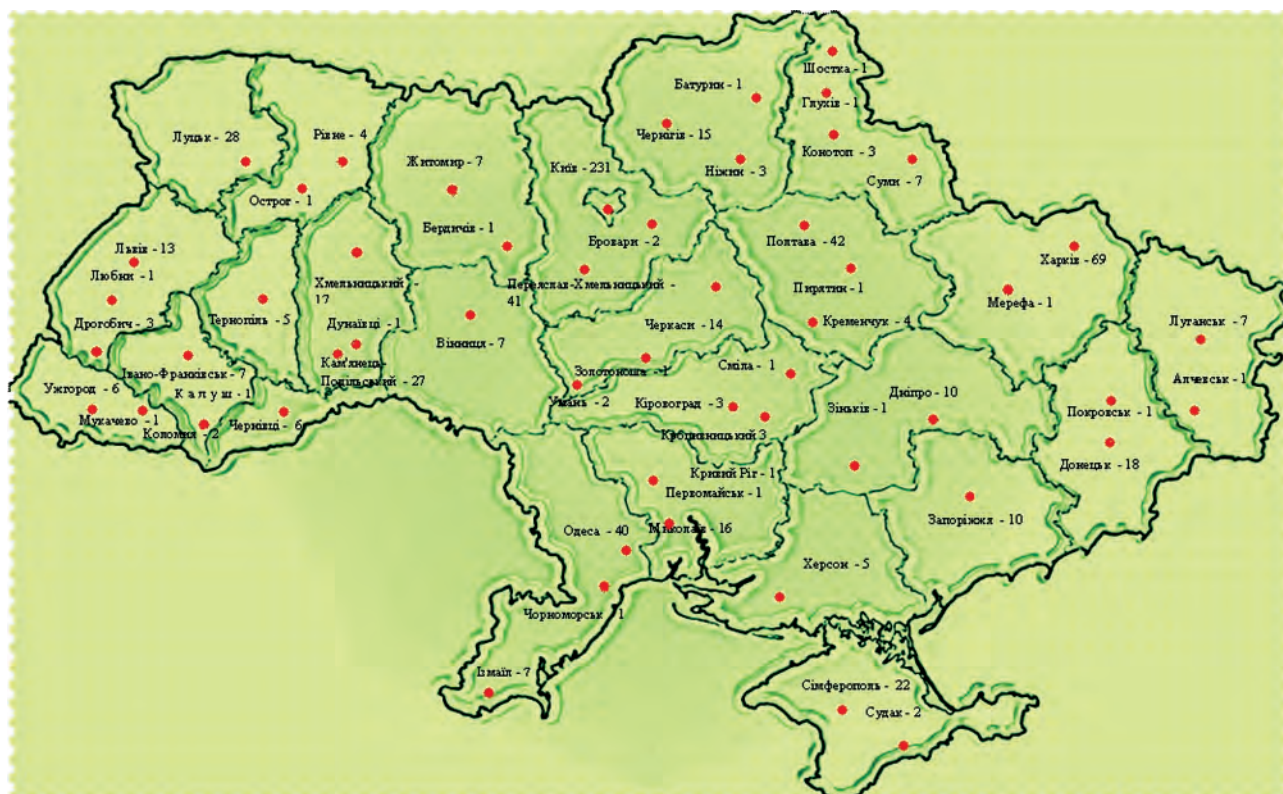 Шостка - 1
Батурин - 1
Глухів - 1
Чернігів - 15
Луцьк - 28
Рівне - 4
Конотоп - 3
Житомир - 7
Київ - 231
Ніжин - 3
Суми - 7
Острог - 1
Бердичів - 1
Бровари - 2
Полтава - 42
Харків - 69
Львів - 13
Любин - 1
Хмельницький -
17
Переяслав-Хмельницький -
41
Пирятин - 1
Мерефа - 1
Дрогобич - 3
Тернопіль - 5
Дунаївці - 1
Вінниця - 7
Черкаси - 14
Кременчук - 4
Луганськ - 7
Івано-Франківськ - 7
Кам'янець-
Подільський - 27
Золотоноша - 1
Сміла - 1
Алчевськ - 1
Ужгород - 6
Калуш - 1
Умань - 2
Кіровоград - 3
Зіньків - 1
Дніпро - 10
Покровськ - 1
Мукачево - 1
Коломия - 2
Чернівці - 6
Кропивницький 3
Донецьк - 18
Кривий Ріг - 1
Первомайськ - 1
Запоріжжя - 10
Одеса - 40
Миколаїв - 16
Херсон - 5
Чорноморськ - 1
Ізмаїл - 7
Сімферополь - 22
Судак - 2